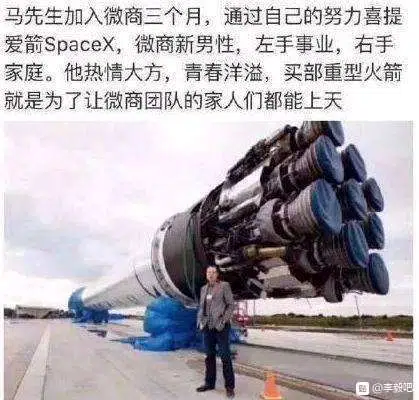 马先生加入微商三个月，通过自己的努力喜提
爱箭SpaceX，微商新男性，左手事业，右手
家庭。他热情大方，青春洋溢，买部重型火箭
就是为了让微商团队的家人们都能上天
贴 @李毅吧